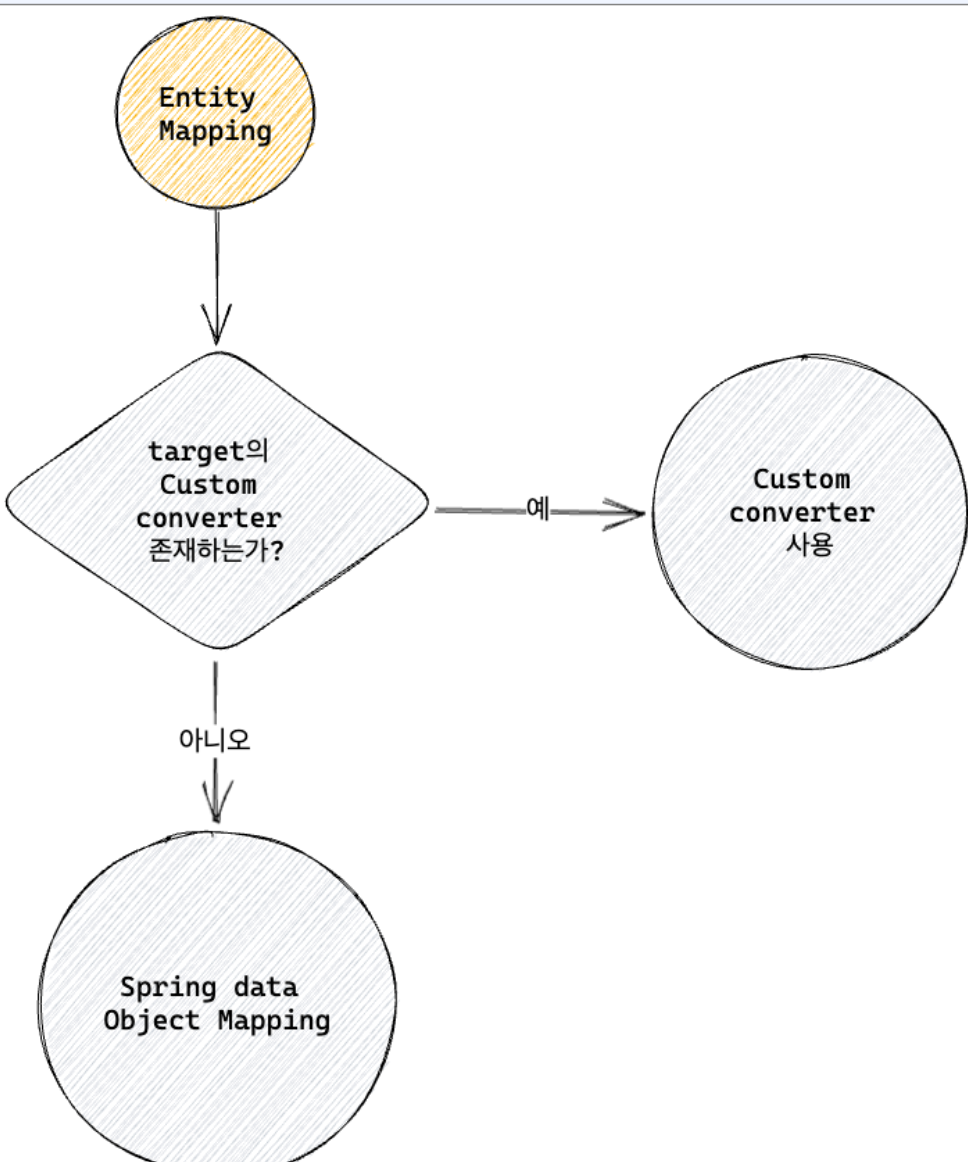 Entity
Mapping
target의
Custom
converter
존재하는가?
예
Custom
converter
사용
아니오
Spring data
Object Mapping